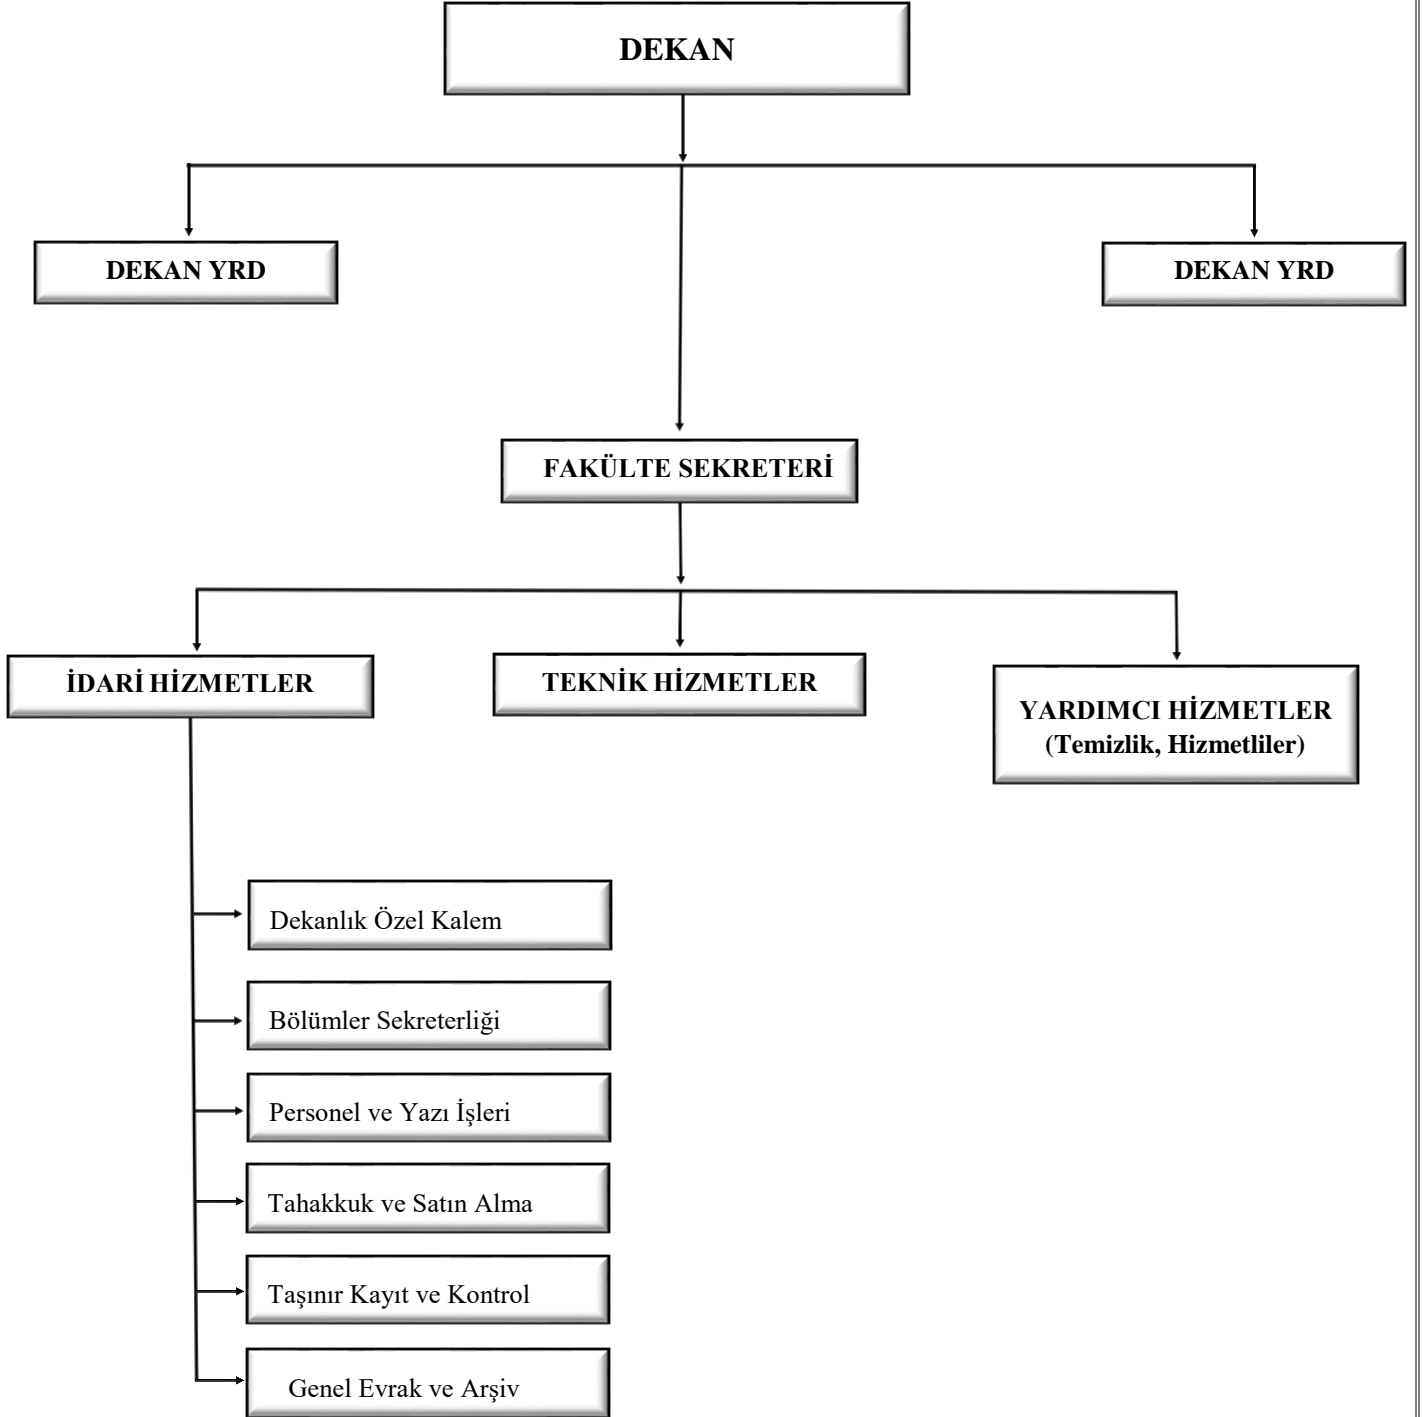 DEKAN
DEKAN YRD
DEKAN YRD
FAKÜLTE SEKRETERİ
İDARİ HİZMETLER
TEKNİK HİZMETLER
YARDIMCI HİZMETLER
(Temizlik, Hizmetliler)
Dekanlık Özel Kalem
Bölümler Sekreterliği
Personel ve Yazı İşleri
Tahakkuk ve Satın Alma
Taşınır Kayıt ve Kontrol
Genel Evrak ve Arşiv